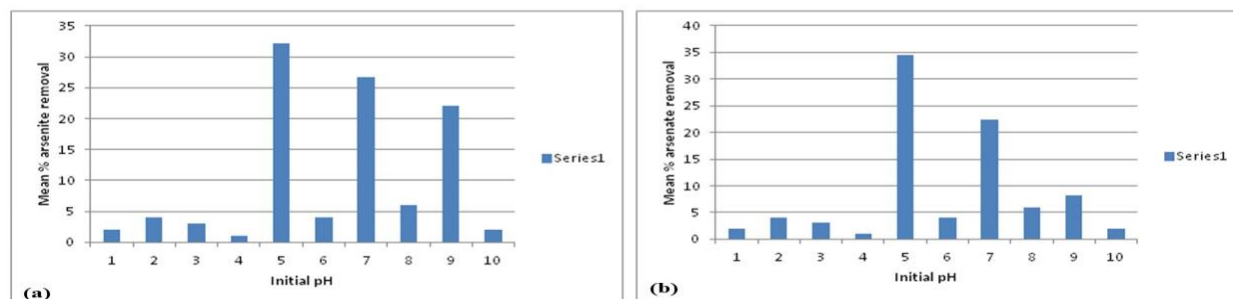 35
30
25
20
15
10
5
0
Mean % arsenite removal
1 2 3 4 5 6 7 8 9 10
Initial pH
Series1
(a)
40
35
30
25
20
15
10
5
0
Mean % arsenate removal
1 2 3 4 5 6 7 8 9 10
Initial pH
Series1
(b)